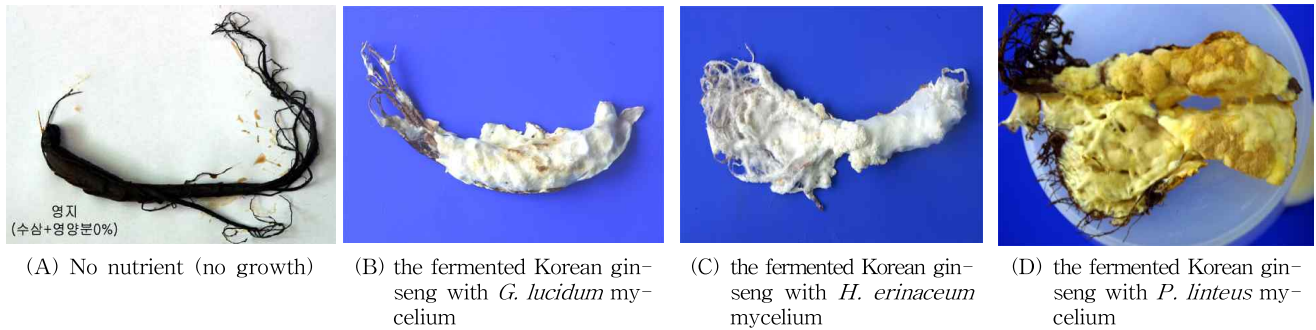 영지
(수삼+영양분0%)
(A) No nutrient (no growth)
(B) the fermented Korean gin-
seng with G. lucidum my-
celium
(C) the fermented Korean gin-
seng with H. erinaceum
mycelium
(D) the fermented Korean gin-
seng with P. linteus my-
celium